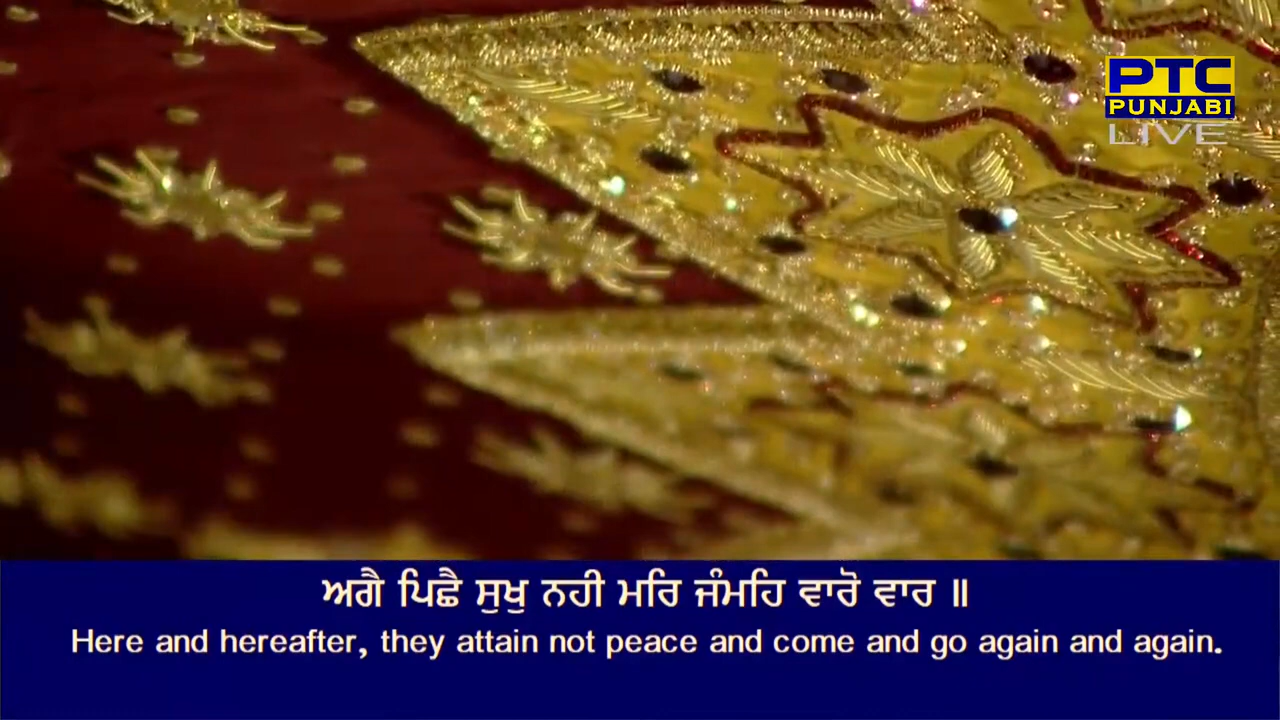 PTC
PUNJABI
LIVE
ਅਗੈ ਪਿਛੈ ਸੁਖੁ ਨਹੀ ਮਰਿ ਜੰਮਹਿ ਵਾਰੋ ਵਾਰ ॥
Here and hereafter, they attain not peace and come and go again and again.